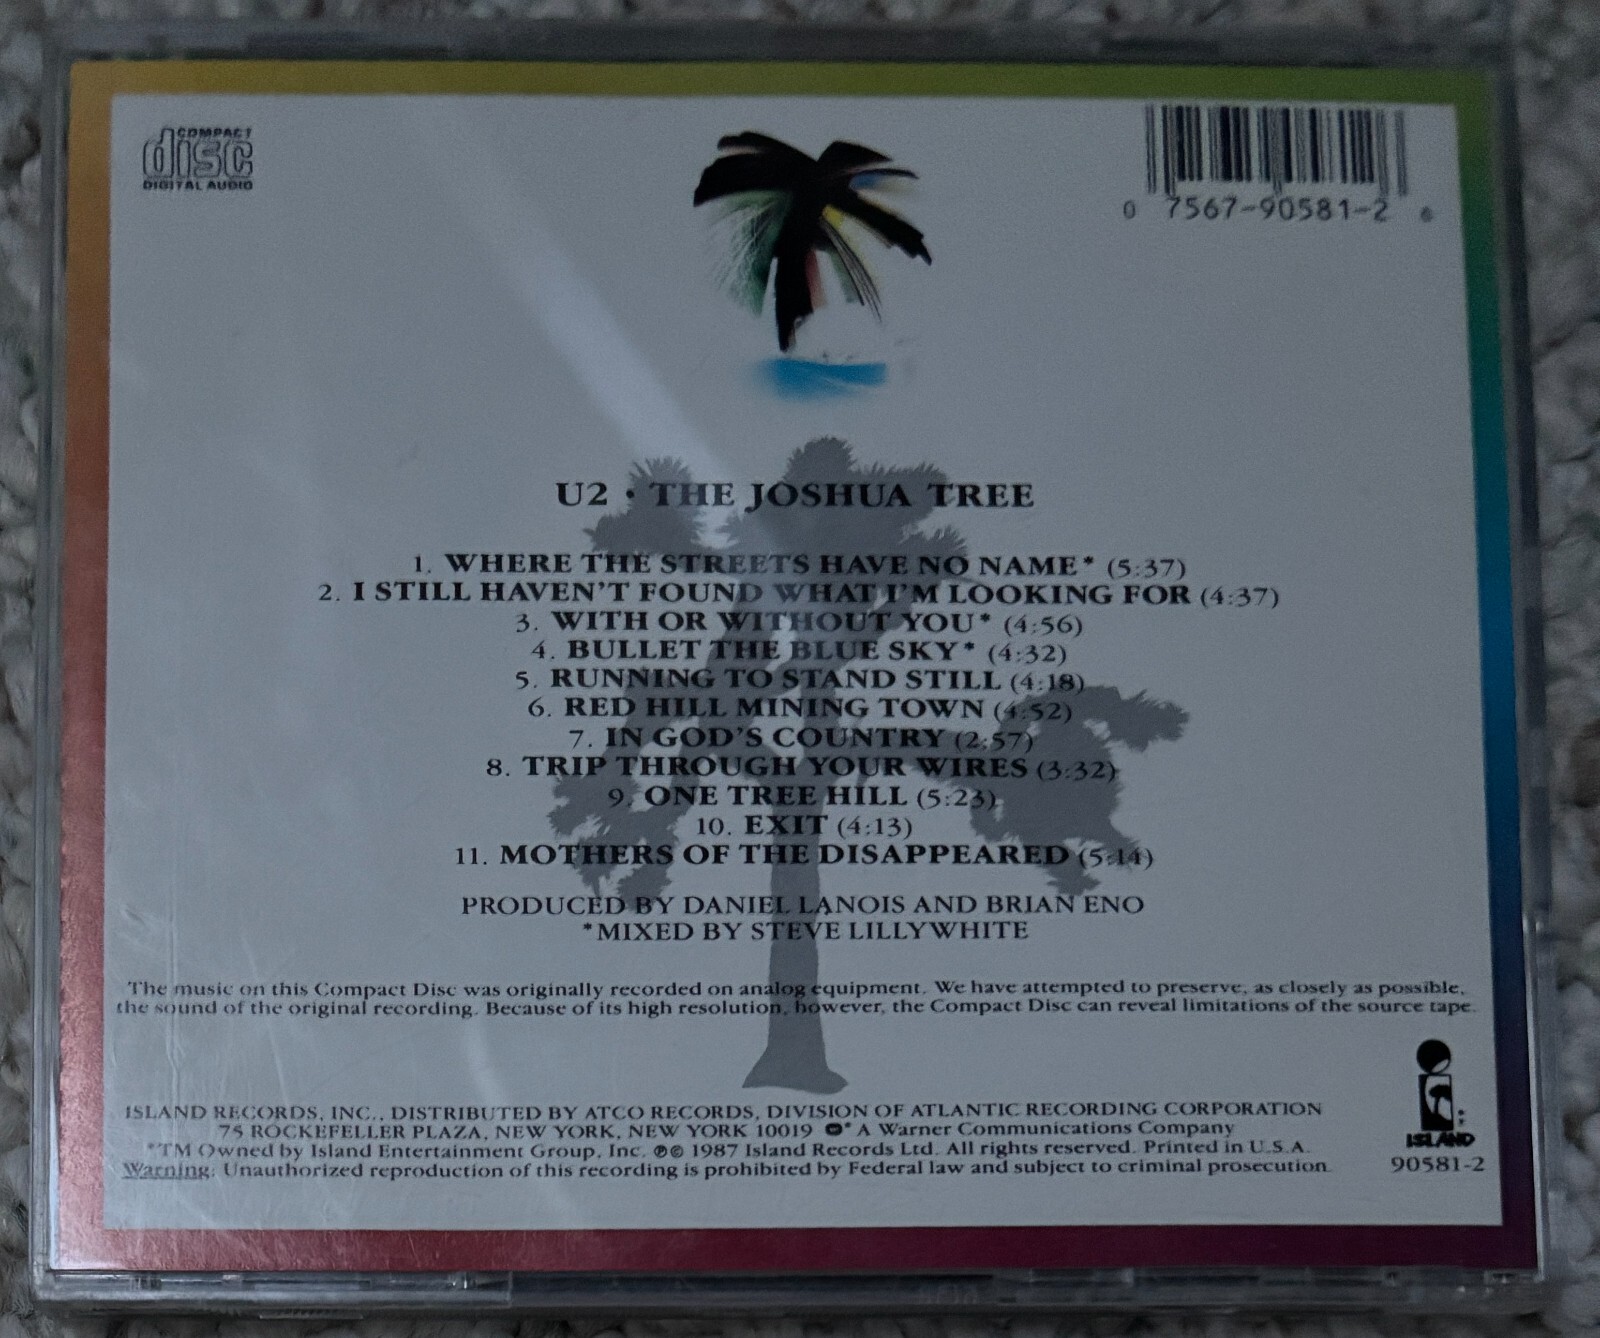 COMPACT
disc
DIGITAL AUDIO
0 7567-90581-2 6
U2 · THE JOSHUA TREE
1. WHERE THE STREETS HAVE NO NAME* (5:37)
2. I STILL HAVEN'T FOUND WHAT I'M LOOKING FOR (4:37)
3. WITH OR WITHOUT YOU* (4:56)
4. BULLET THE BLUE SKY* (4:32)
5. RUNNING TO STAND STILL (4:18)
6. RED HILL MINING TOWN (4:52)
7. IN GOD'S COUNTRY (2:57)
8. TRIP THROUGH YOUR WIRES (3:32)
9. ONE TREE HILL (5:23)
10. EXIT (4:13)
11. MOTHERS OF THE DISAPPEARED (5:14)
PRODUCED BY DANIEL LANOIS AND BRIAN ENO
*MIXED BY STEVE LILLYWHITE
The music on this Compact Disc was originally recorded on analog equipment. We have attempted to preserve, as closely as possible,
the sound of the original recording. Because of its high resolution, however, the Compact Disc can reveal limitations of the source tape.
ISLAND RECORDS, INC., DISTRIBUTED BY ATCO RECORDS, DIVISION OF ATLANTIC RECORDING CORPORATION
75 ROCKEFELLER PLAZA, NEW YORK, NEW YORK 10019 * A Warner Communications Company
*TM Owned by Island Entertainment Group, Inc. ℗© 1987 Island Records Ltd. All rights reserved. Printed in U.S.A.
Warning: Unauthorized reproduction of this recording is prohibited by Federal law and subject to criminal prosecution.
ISLAND
90581-2